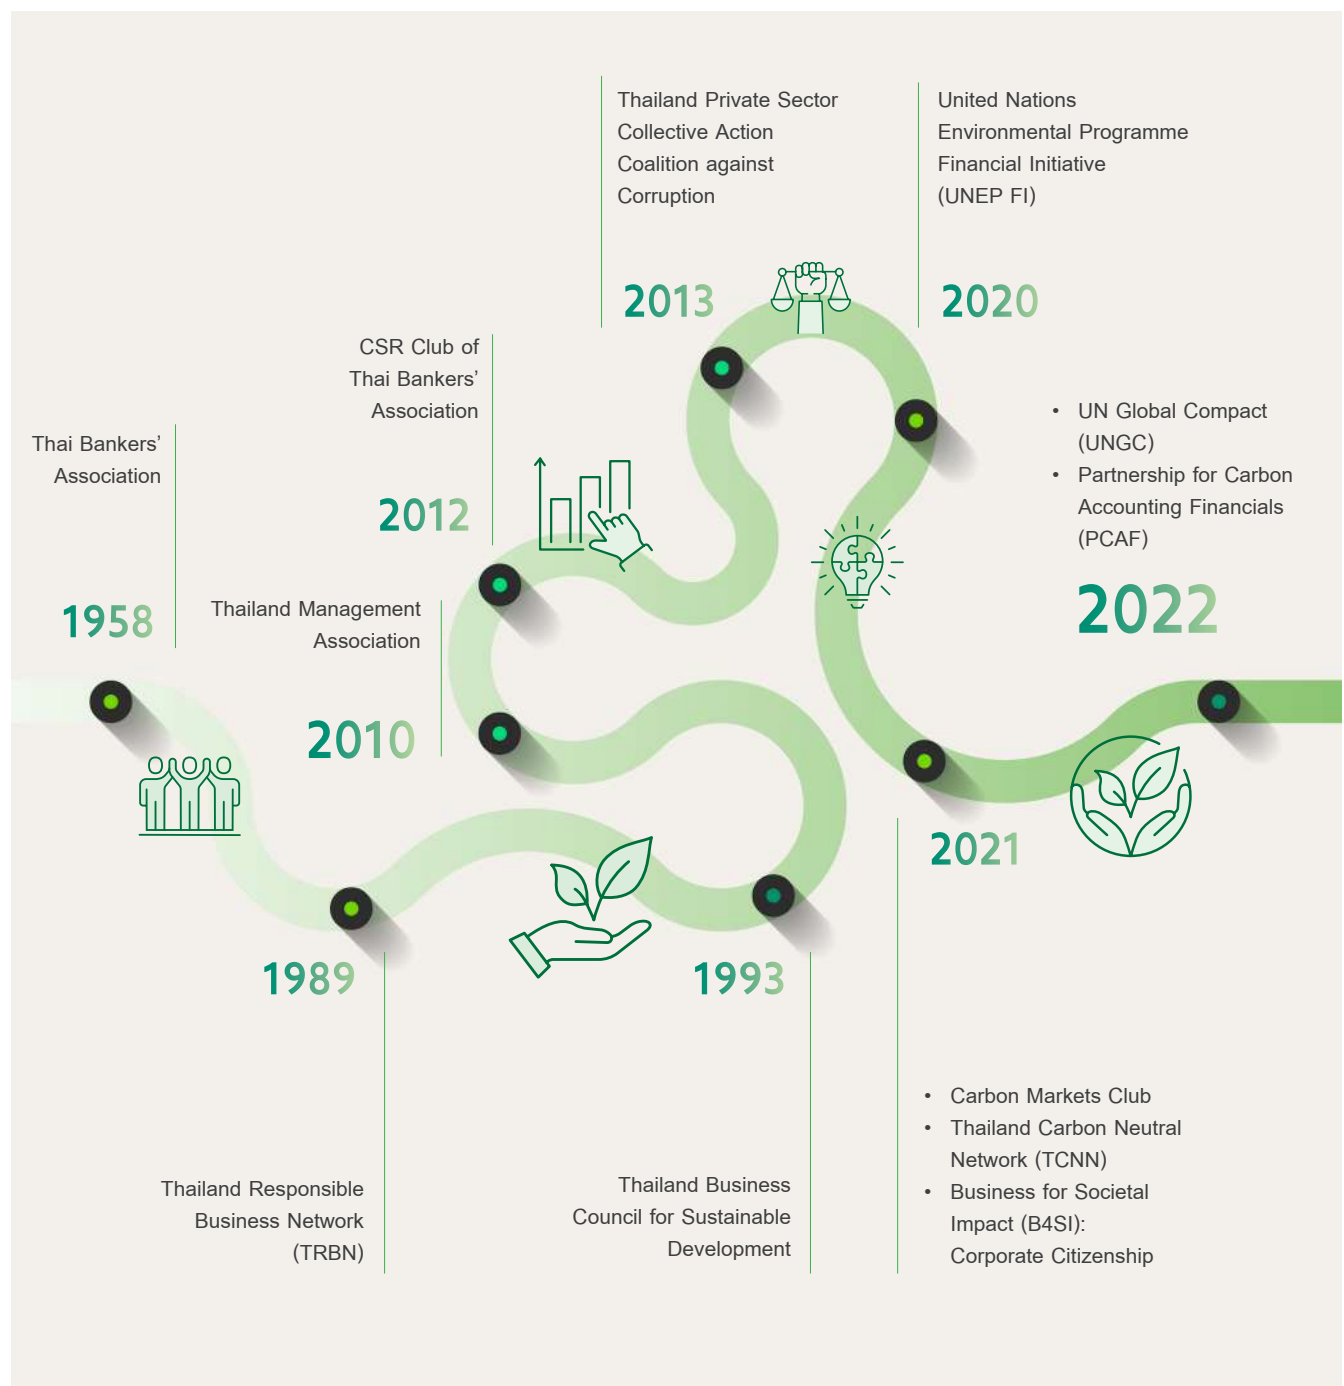 Thai Bankers’
Association
1958
Thailand Responsible
Business Network
(TRBN)
1989
Thailand Business
Council for Sustainable
Development
1993
Thailand Management
Association
2010
CSR Club of
Thai Bankers’
Association
2012
Thailand Private Sector
Collective Action
Coalition against
Corruption
2013
United Nations
Environmental Programme
Financial Initiative
(UNEP FI)
2020
2021
• Carbon Markets Club
• Thailand Carbon Neutral
Network (TCNN)
• Business for Societal
Impact (B4SI):
Corporate Citizenship
• UN Global Compact
(UNGC)
• Partnership for Carbon
Accounting Financials
(PCAF)
2022